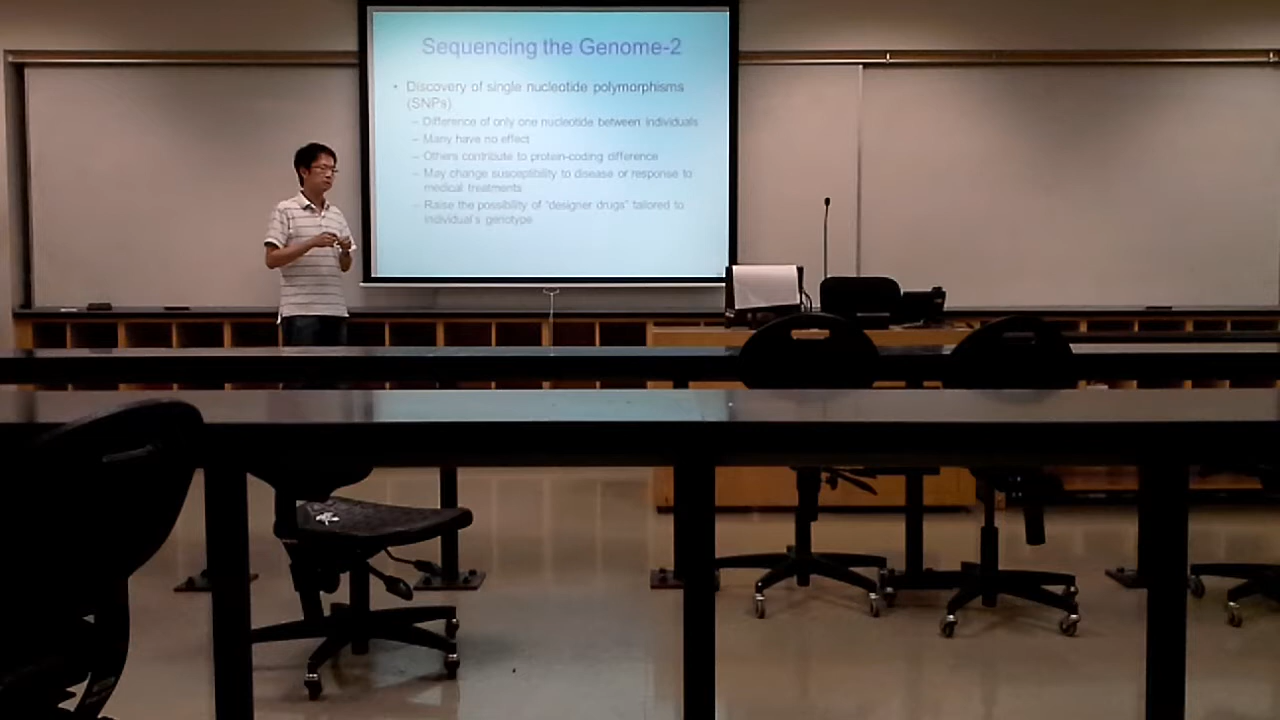 Sequencing the Genome-2
• Discovery of single nucleotide polymorphisms
(SNPs)
– Difference of only one nucleotide between individuals
– Many have no effect
– Others contribute to protein-coding difference
– May change susceptibility to disease or response to
medical treatments
– Raise the possibility of "designer drugs" tailored to
individual's genotype